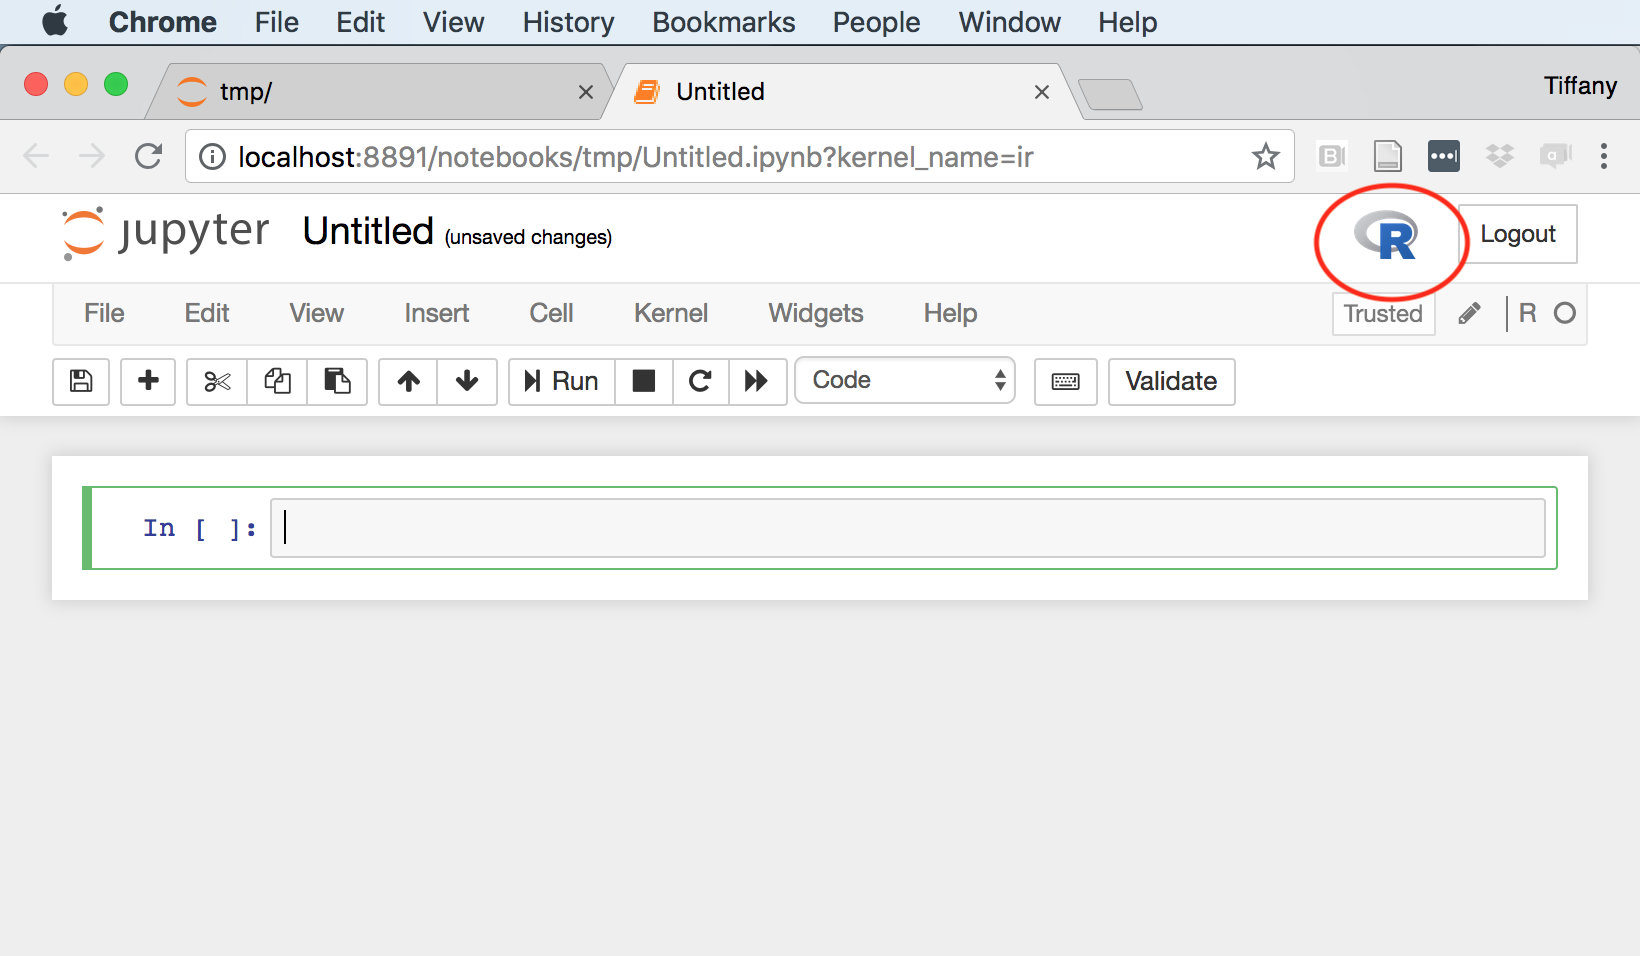 Chrome File Edit View History Bookmarks People Window Help
tmp/ Untitled Tiffany
localhost:8891/notebooks/tmp/Untitled.ipynb?kernel_name=ir
jupyter Untitled (unsaved changes) R Logout
File Edit View Insert Cell Kernel Widgets Help Trusted R
Run Code Validate
In [ ]: